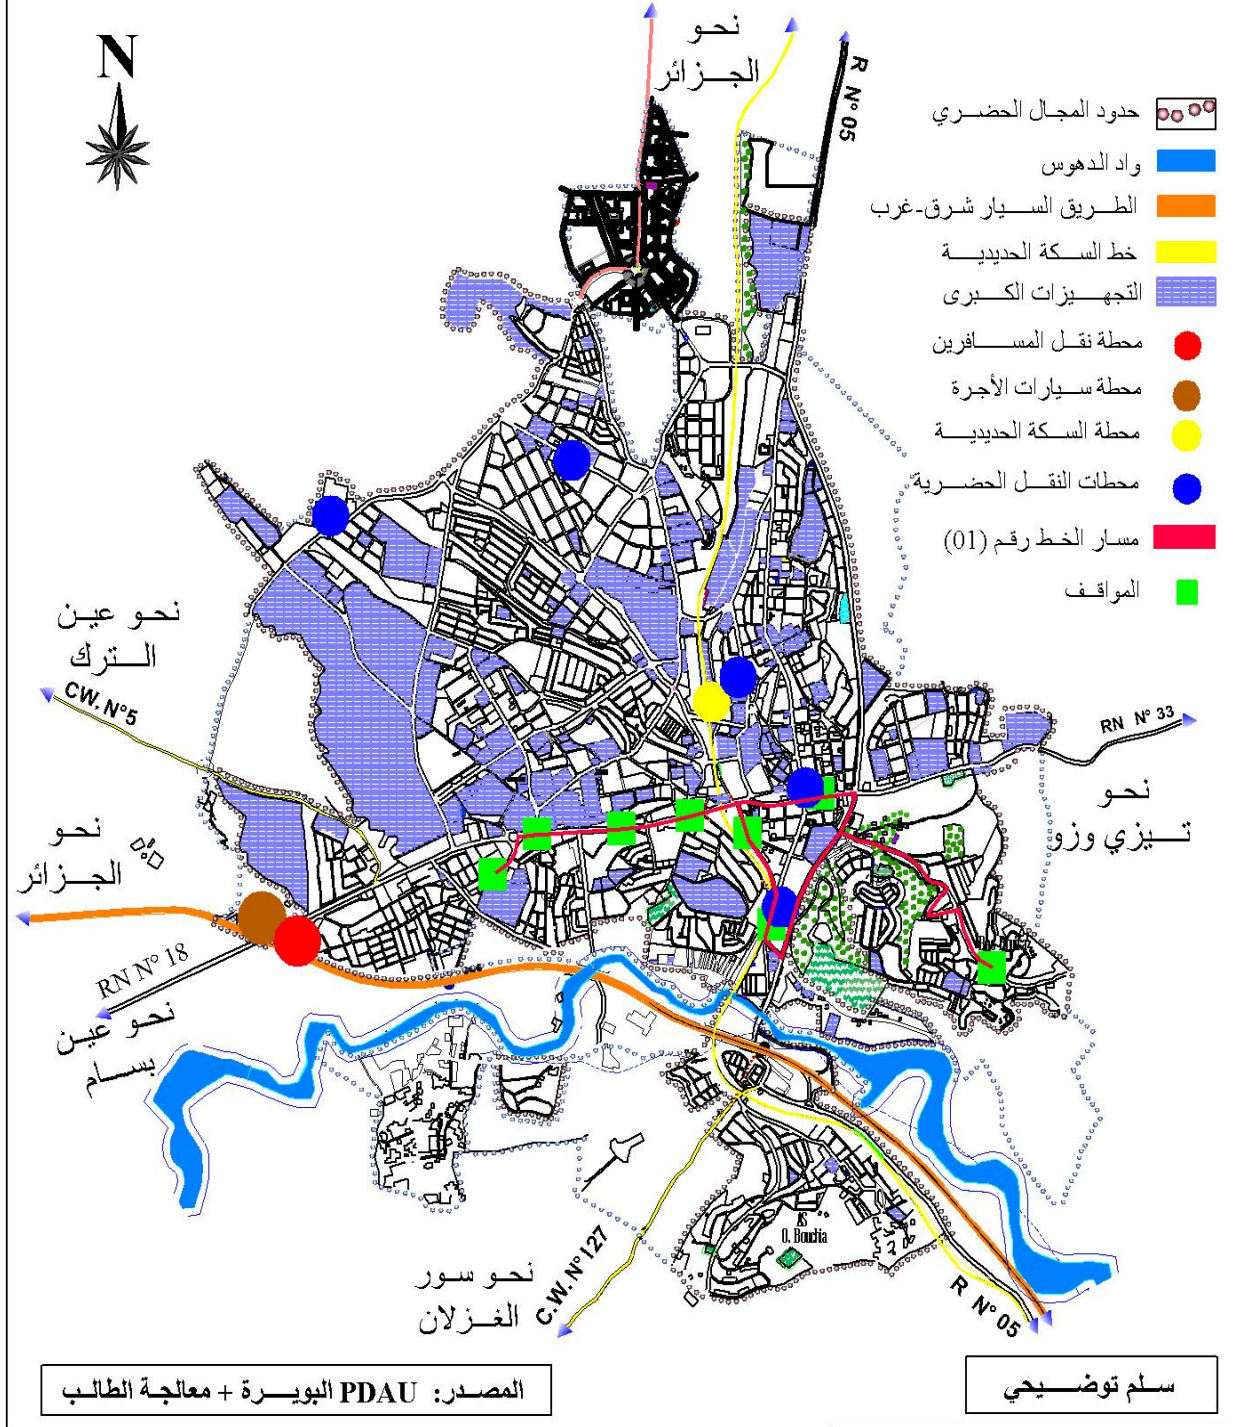 N
نحو
الجزائر
R N° 05
حدود المجال الحضري
واد الدهوس
الطريق السيار شرق-غرب
خط السكة الحديدية
التجهيزات الكبرى
محطة نقل المسافرين
محطة سيارات الأجرة
محطة السكة الحديدية
محطات النقل الحضرية
مسار الخط رقم (01)
المواقف
نحو عين
الترك
CW. N°5
RN N° 33
نحو
تيزي وزو
نحو
الجزائر
RN N° 18
نحو عين
بسام
AS
O. Bouchia
نحو سور
الغزلان
C.W. N°127
R N° 05
المصدر: PDAU البويرة + معالجة الطالب
سلم توضيحي